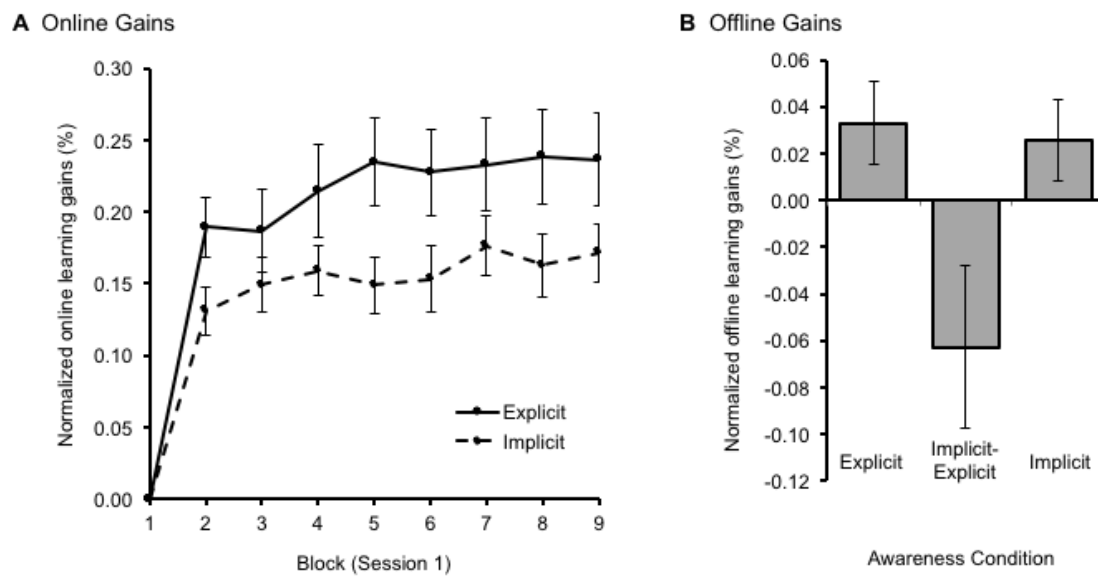 A Online Gains
Normalized online learning gains (%)
0.30
0.25
0.20
0.15
0.10
0.05
0.00
1 2 3 4 5 6 7 8 9
Explicit
Implicit
Block (Session 1)
B Offline Gains
Normalized offline learning gains (%)
0.06
0.04
0.02
0.00
-0.02
-0.04
-0.06
-0.08
-0.10
-0.12
Explicit
Implicit-
Explicit
Implicit
Awareness Condition